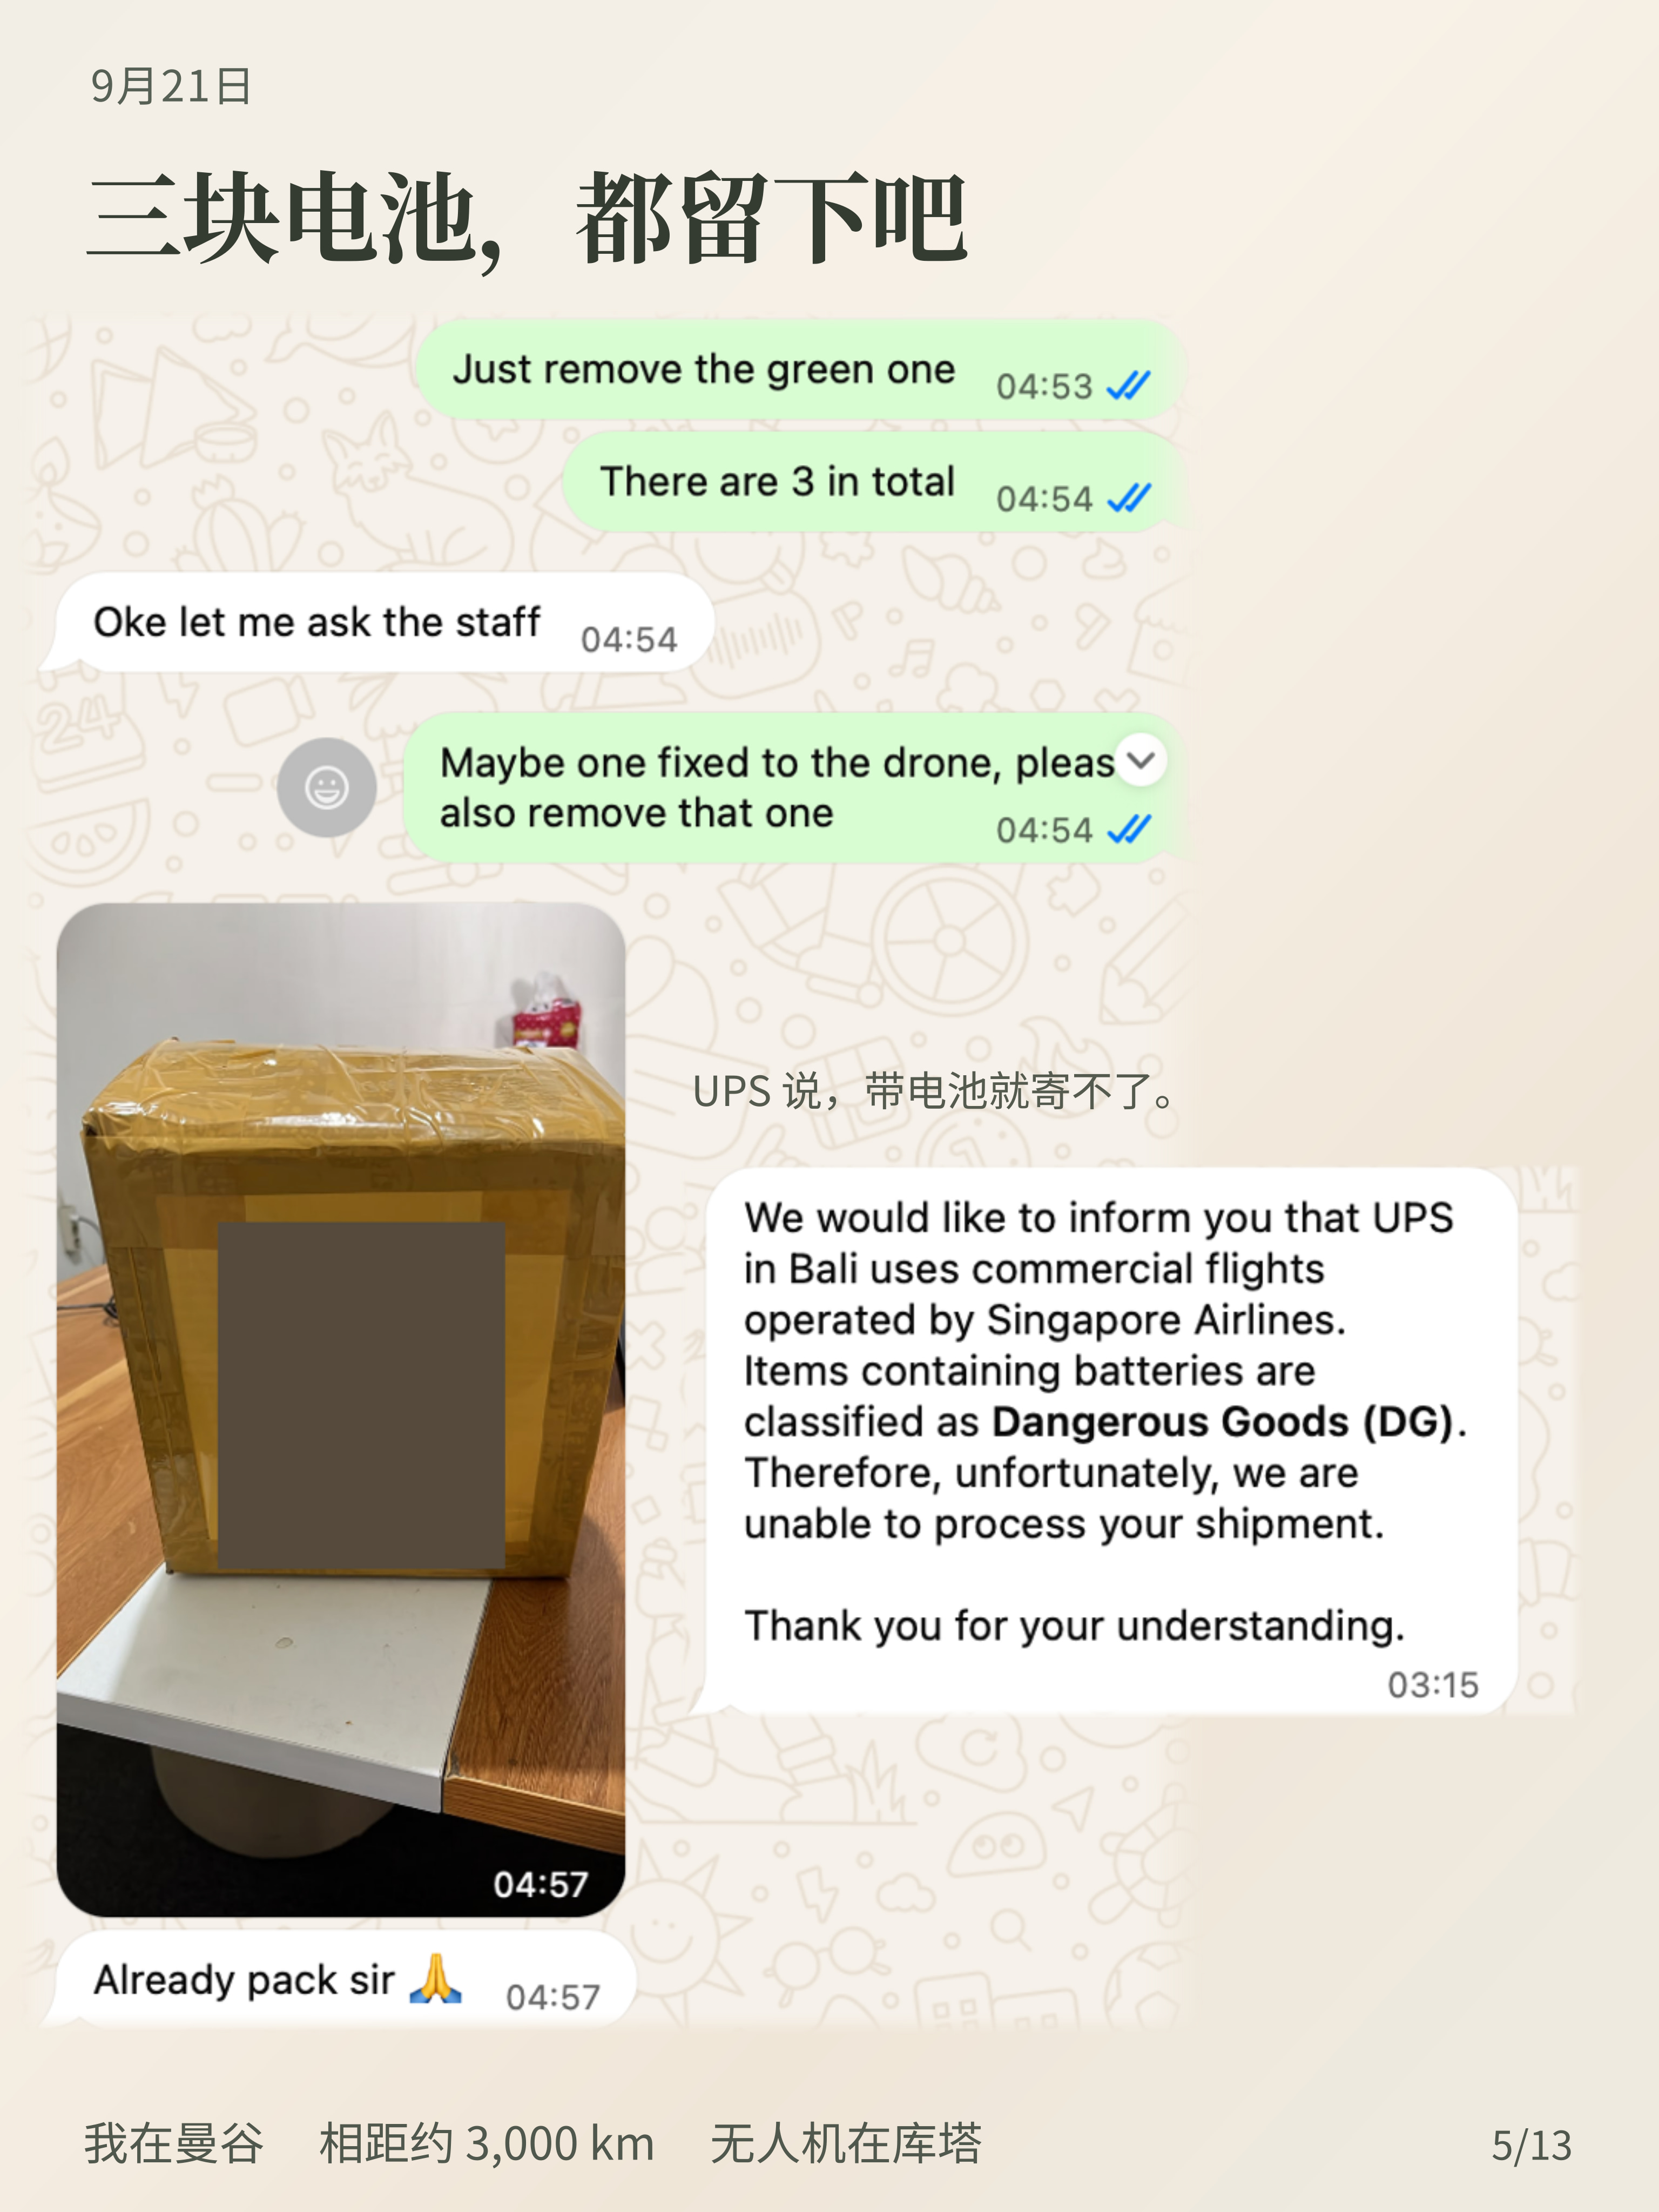 9月21日
三块电池，都留下吧
Just remove the green one 04:53
There are 3 in total 04:54
Oke let me ask the staff 04:54
Maybe one fixed to the drone, pleas
also remove that one 04:54
04:57
Already pack sir 🙏 04:57
UPS 说，带电池就寄不了。
We would like to inform you that UPS
in Bali uses commercial flights
operated by Singapore Airlines.
Items containing batteries are
classified as Dangerous Goods (DG).
Therefore, unfortunately, we are
unable to process your shipment.
Thank you for your understanding.
03:15
我在曼谷 相距约 3,000 km 无人机在库塔
5/13